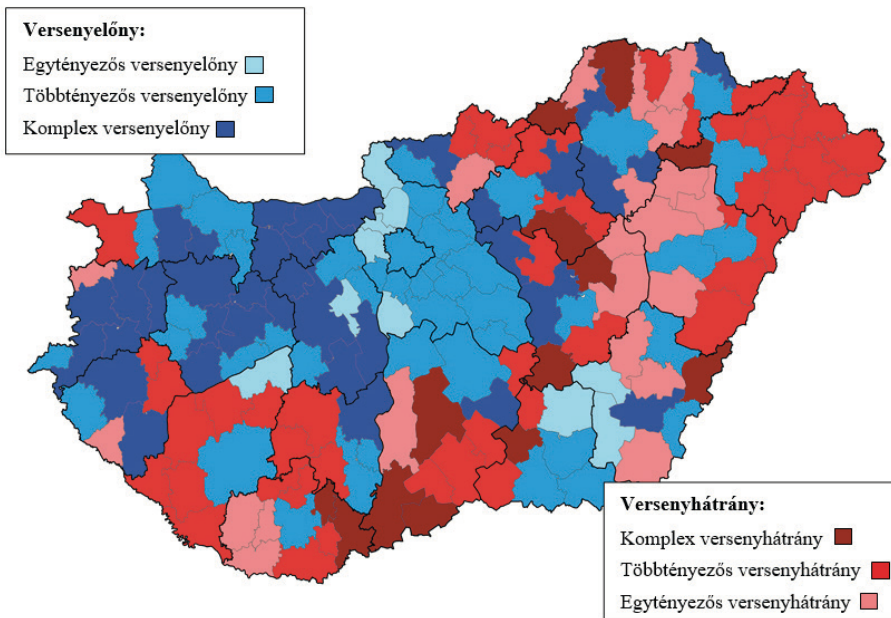 Versenyelőny:
Egytényezős versenyelőny
Többtényezős versenyelőny
Komplex versenyelőny
Versenyhátrány:
Komplex versenyhátrány
Többtényezős versenyhátrány
Egytényezős versenyhátrány